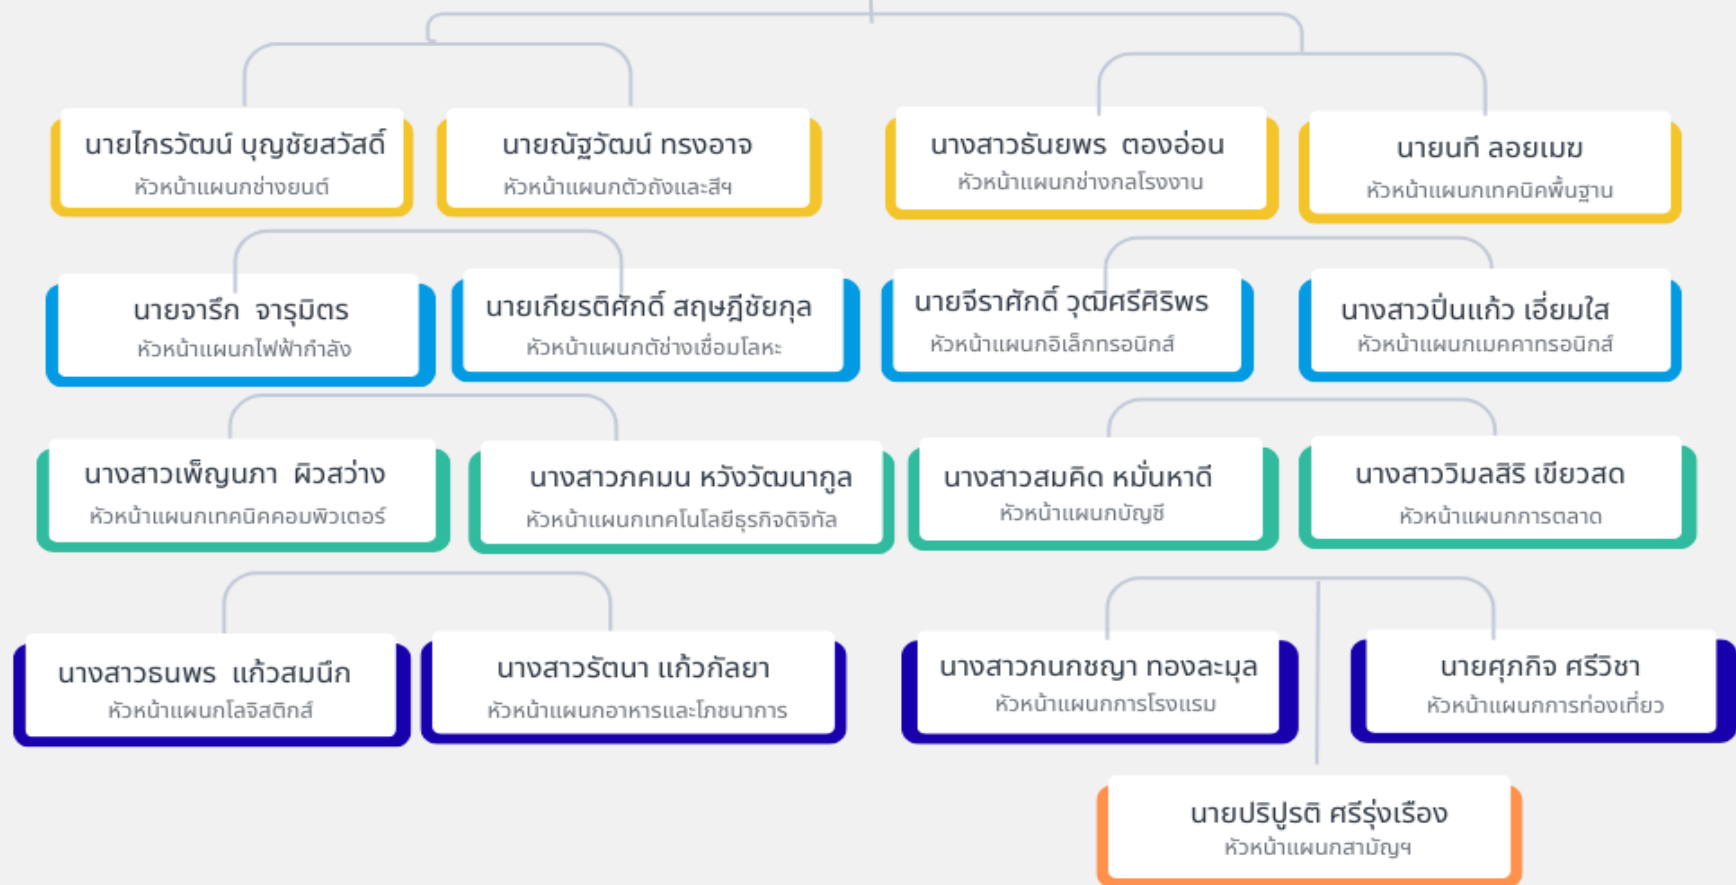 นายไกรวัฒน์ บุญชัยสวัสดิ์
หัวหน้าแผนกช่างยนต์
นายณัฐวัฒน์ ทรงอาจ
หัวหน้าแผนกตัวถังและสีฯ
นางสาวธันยพร ตองอ่อน
หัวหน้าแผนกช่างกลโรงงาน
นายนที ลอยเมฆ
หัวหน้าแผนกเทคนิคพื้นฐาน
นายจารึก จารุมิตร
หัวหน้าแผนกไฟฟ้ากำลัง
นายเกียรติศักดิ์ สฤษฎีชัยกุล
หัวหน้าแผนกตัช่างเชื่อมโลหะ
นายจีราศักดิ์ วุฒิศรีศิริพร
หัวหน้าแผนกอิเล็กทรอนิกส์
นางสาวปิ่นแก้ว เอี่ยมใส
หัวหน้าแผนกเมคคาทรอนิกส์
นางสาวเพ็ญนภา ผิวสว่าง
หัวหน้าแผนกเทคนิคคอมพิวเตอร์
นางสาวภคมน หวังวัฒนากูล
หัวหน้าแผนกเทคโนโลยีธุรกิจดิจิทัล
นางสาวสมคิด หมั่นหาดี
หัวหน้าแผนกบัญชี
นางสาววิมลสิริ เขียวสด
หัวหน้าแผนกการตลาด
นางสาวธนพร แก้วสมนึก
หัวหน้าแผนกโลจิสติกส์
นางสาวรัตนา แก้วกัลยา
หัวหน้าแผนกอาหารและโภชนาการ
นางสาวกนกชญา ทองละมุล
หัวหน้าแผนกการโรงแรม
นายศุภกิจ ศรีวิชา
หัวหน้าแผนกการท่องเที่ยว
นายปริปูรติ ศรีรุ่งเรือง
หัวหน้าแผนกสามัญฯ